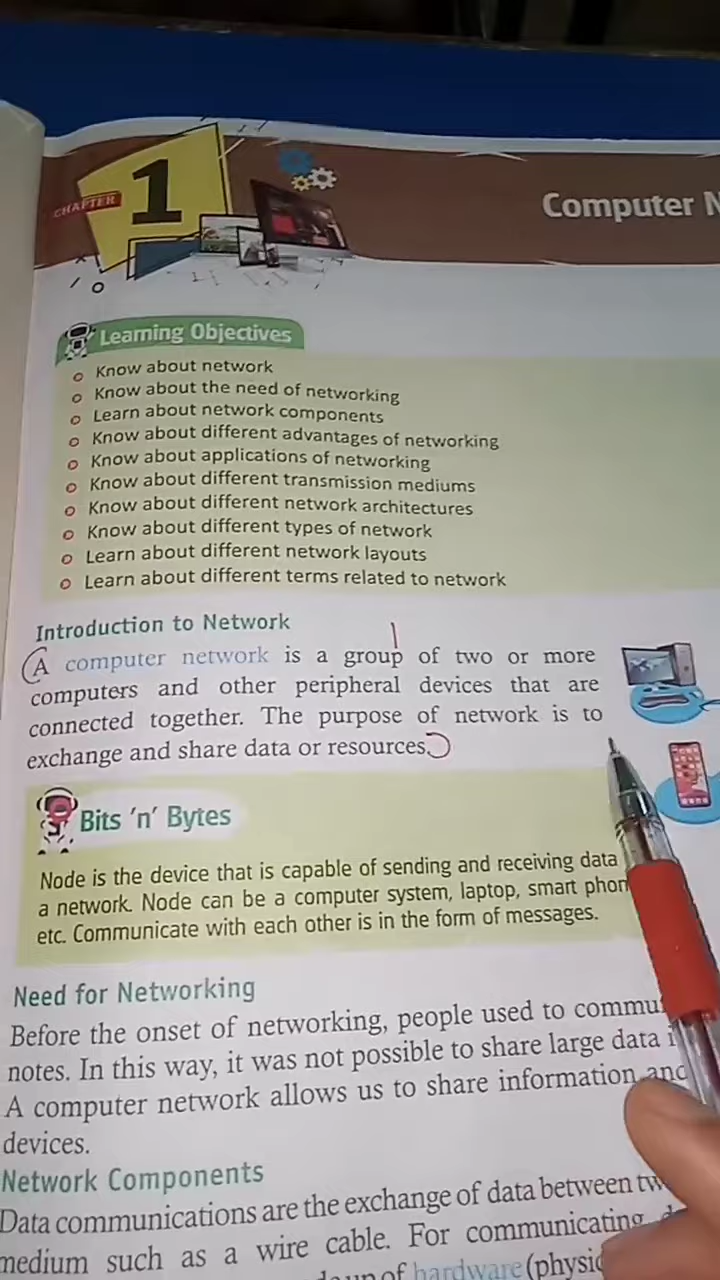 CHAPTER 1
Computer
Learning Objectives
Know about network
Know about the need of networking
Learn about network components
Know about different advantages of networking
Know about applications of networking
Know about different transmission mediums
Know about different network architectures
Know about different types of network
Learn about different network layouts
Learn about different terms related to network
Introduction to Network
A computer network is a group of two or more
computers and other peripheral devices that are
connected together. The purpose of network is to
exchange and share data or resources.
Bits 'n' Bytes
Node is the device that is capable of sending and receiving data
a network. Node can be a computer system, laptop, smart
etc. Communicate with each other is in the form of messages.
Need for Networking
Before the onset of networking, people used to
notes. In this way, it was not possible to share large data
A computer network allows us to share information and
devices.
Network Components
Data communications are the exchange of data between
medium such as a wire cable. For communicating
of hardware